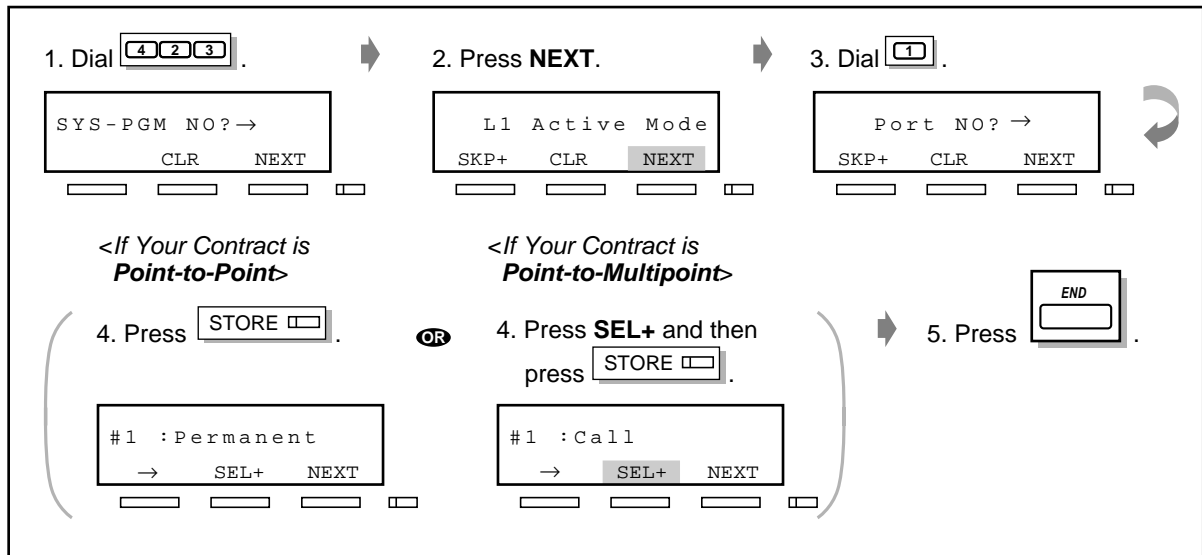 1. Dial 4 2 3 .
SYS-PGM NO?→
CLR NEXT
2. Press NEXT.
L1 Active Mode
SKP+ CLR NEXT
3. Dial 1 .
Port NO? →
SKP+ CLR NEXT
<If Your Contract is
Point-to-Point>
4. Press STORE .
#1 :Permanent
→ SEL+ NEXT
OR
<If Your Contract is
Point-to-Multipoint>
4. Press SEL+ and then
press STORE .
#1 :Call
→ SEL+ NEXT
5. Press END .